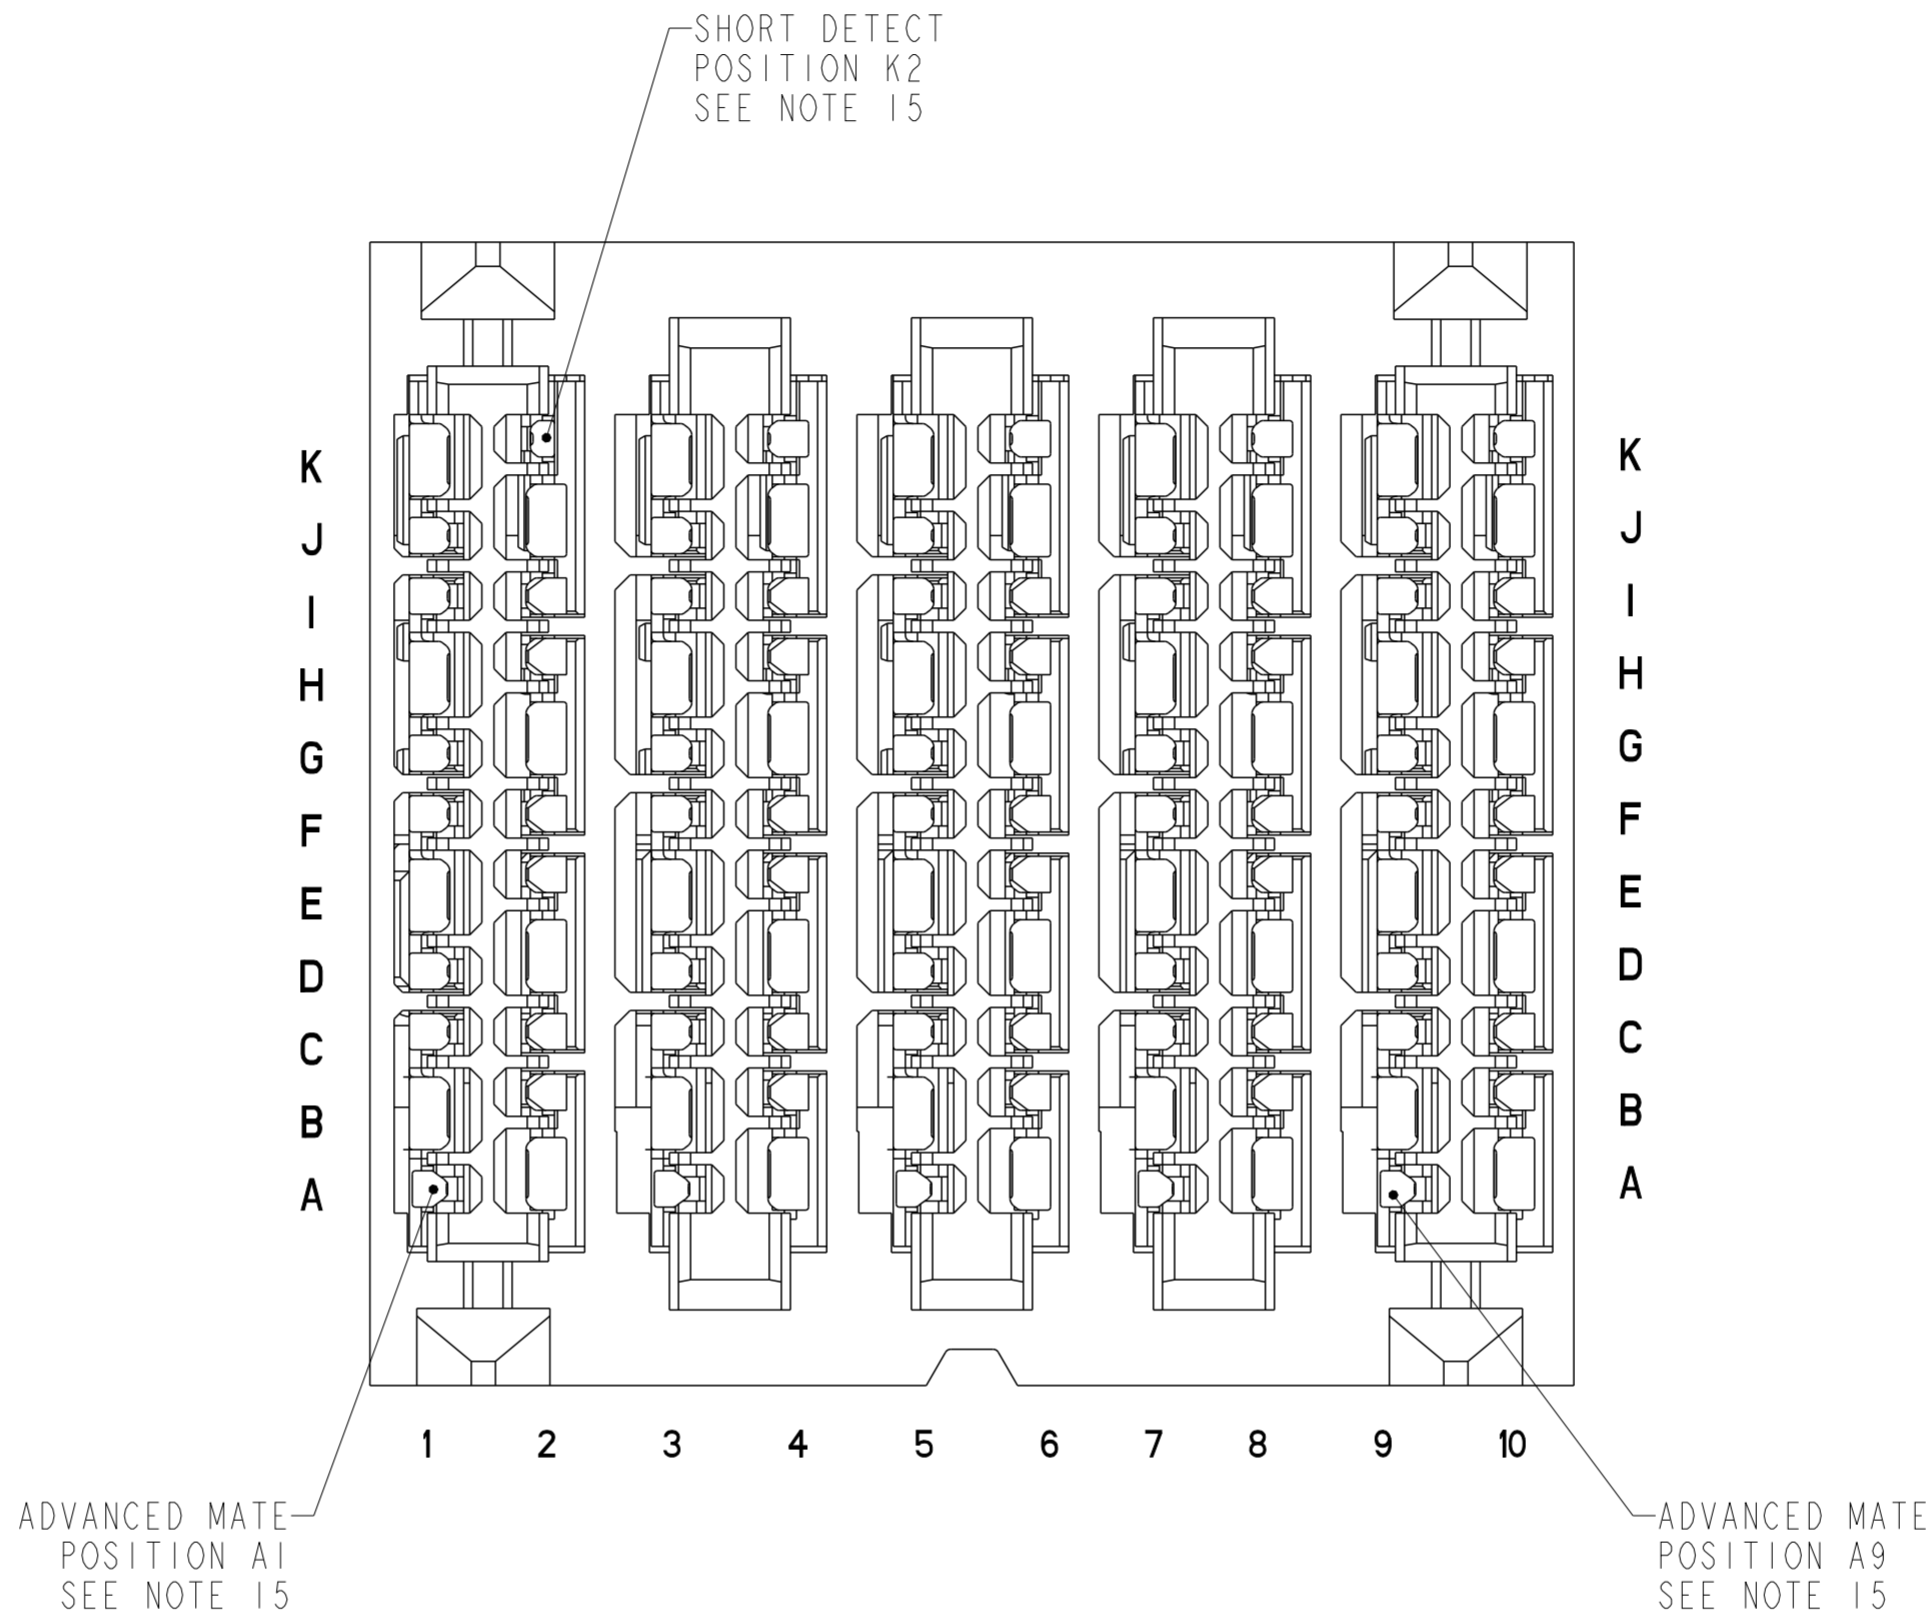 SHORT DETECT
POSITION K2
SEE NOTE 15
K K
J J
I I
H H
G G
F F
E E
D D
C C
B B
A A
1 2 3 4 5 6 7 8 9 10
ADVANCED MATE
POSITION A1
SEE NOTE 15
ADVANCED MATE
POSITION A9
SEE NOTE 15